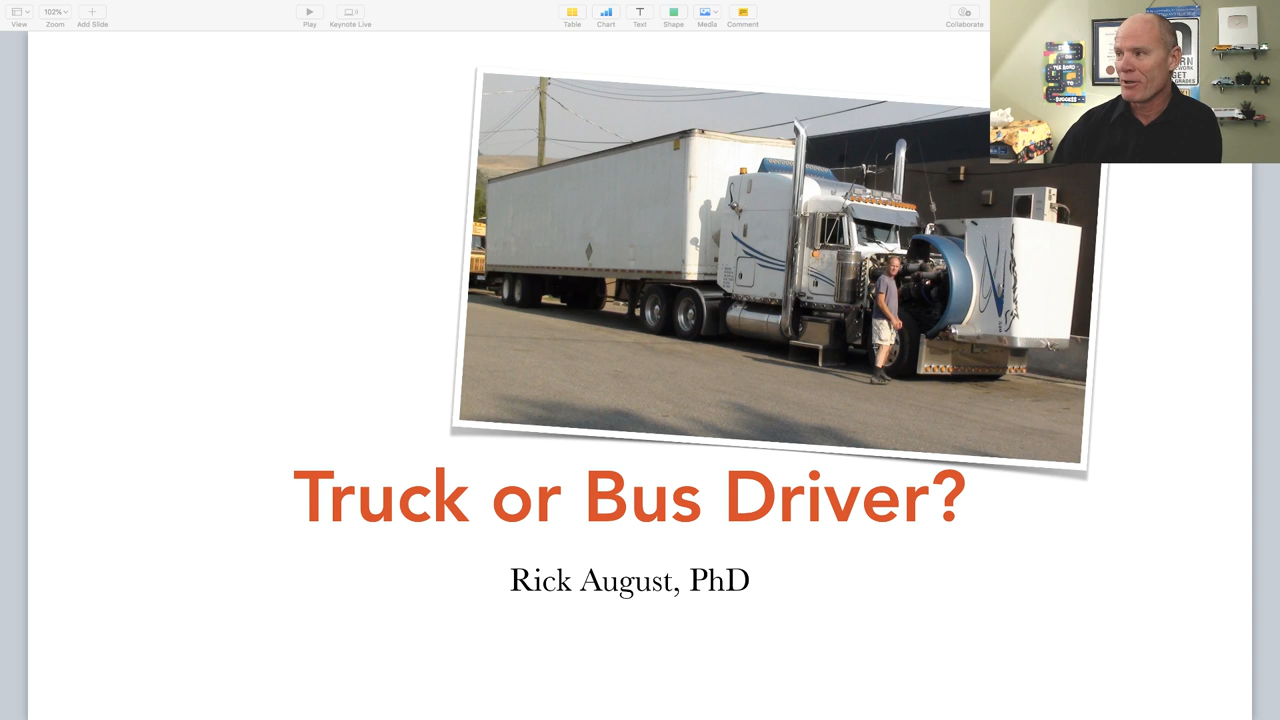 View
102%
Zoom
Add Slide
Play
Keynote Live
Table
Chart
T
Text
Shape
Media
Comment
Collaborate
Truck or Bus Driver?
Rick August, PhD